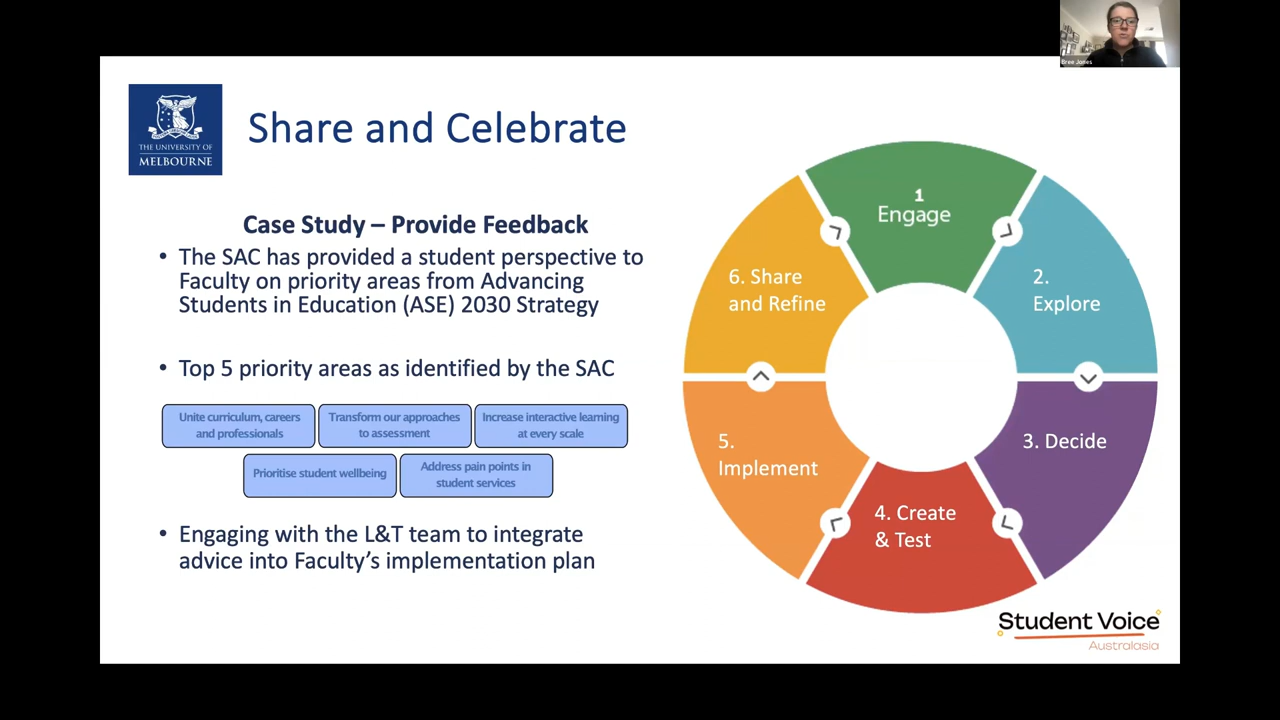 Bree Jones
THE UNIVERSITY OF
MELBOURNE
Share and Celebrate
Case Study – Provide Feedback
• The SAC has provided a student perspective to
Faculty on priority areas from Advancing
Students in Education (ASE) 2030 Strategy
• Top 5 priority areas as identified by the SAC
Unite curriculum, careers
and professionals
Transform our approaches
to assessment
Increase interactive learning
at every scale
Prioritise student wellbeing
Address pain points in
student services
• Engaging with the L&T team to integrate
advice into Faculty's implementation plan
1
Engage
2.
Explore
3. Decide
4. Create
& Test
5.
Implement
6. Share
and Refine
Student Voice
Australasia